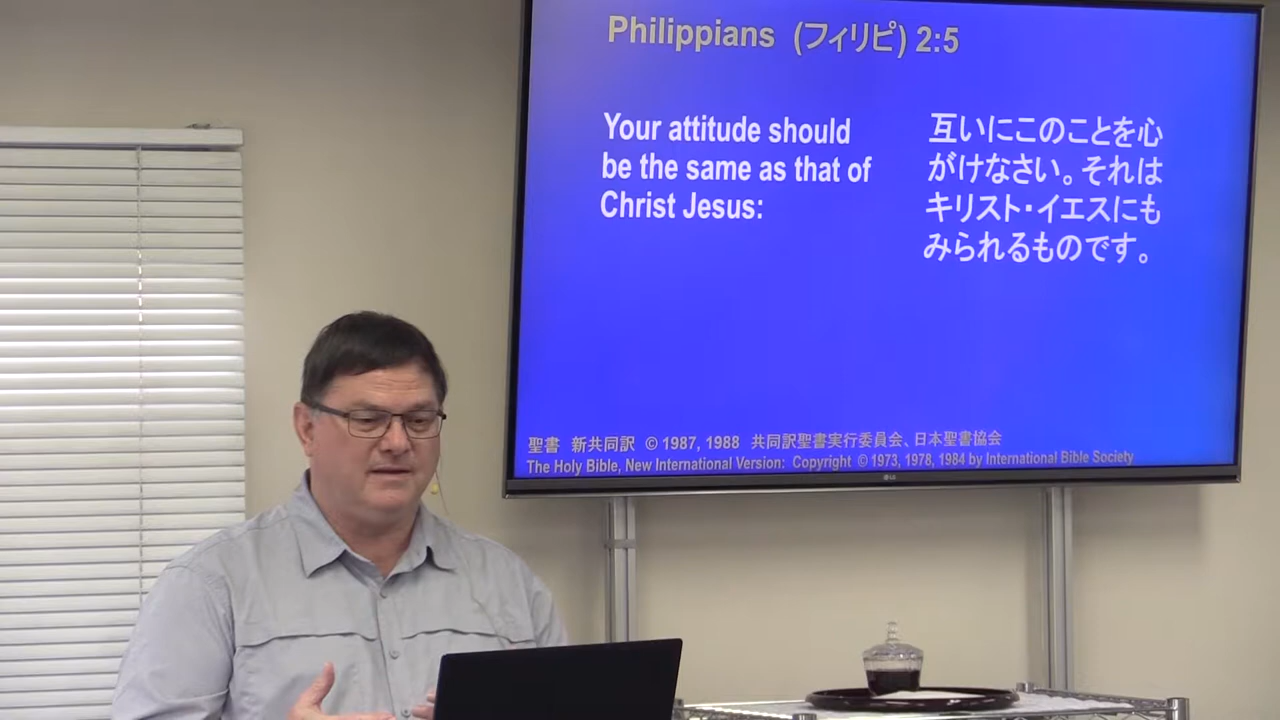 Philippians (フィリピ) 2:5
Your attitude should
be the same as that of
Christ Jesus:
互いにこのことを心
がけなさい。それは
キリスト・イエスにも
みられるものです。
聖書 新共同訳 © 1987, 1988 共同訳聖書実行委員会、日本聖書協会
The Holy Bible, New International Version: Copyright © 1973, 1978, 1984 by International Bible Society
LG